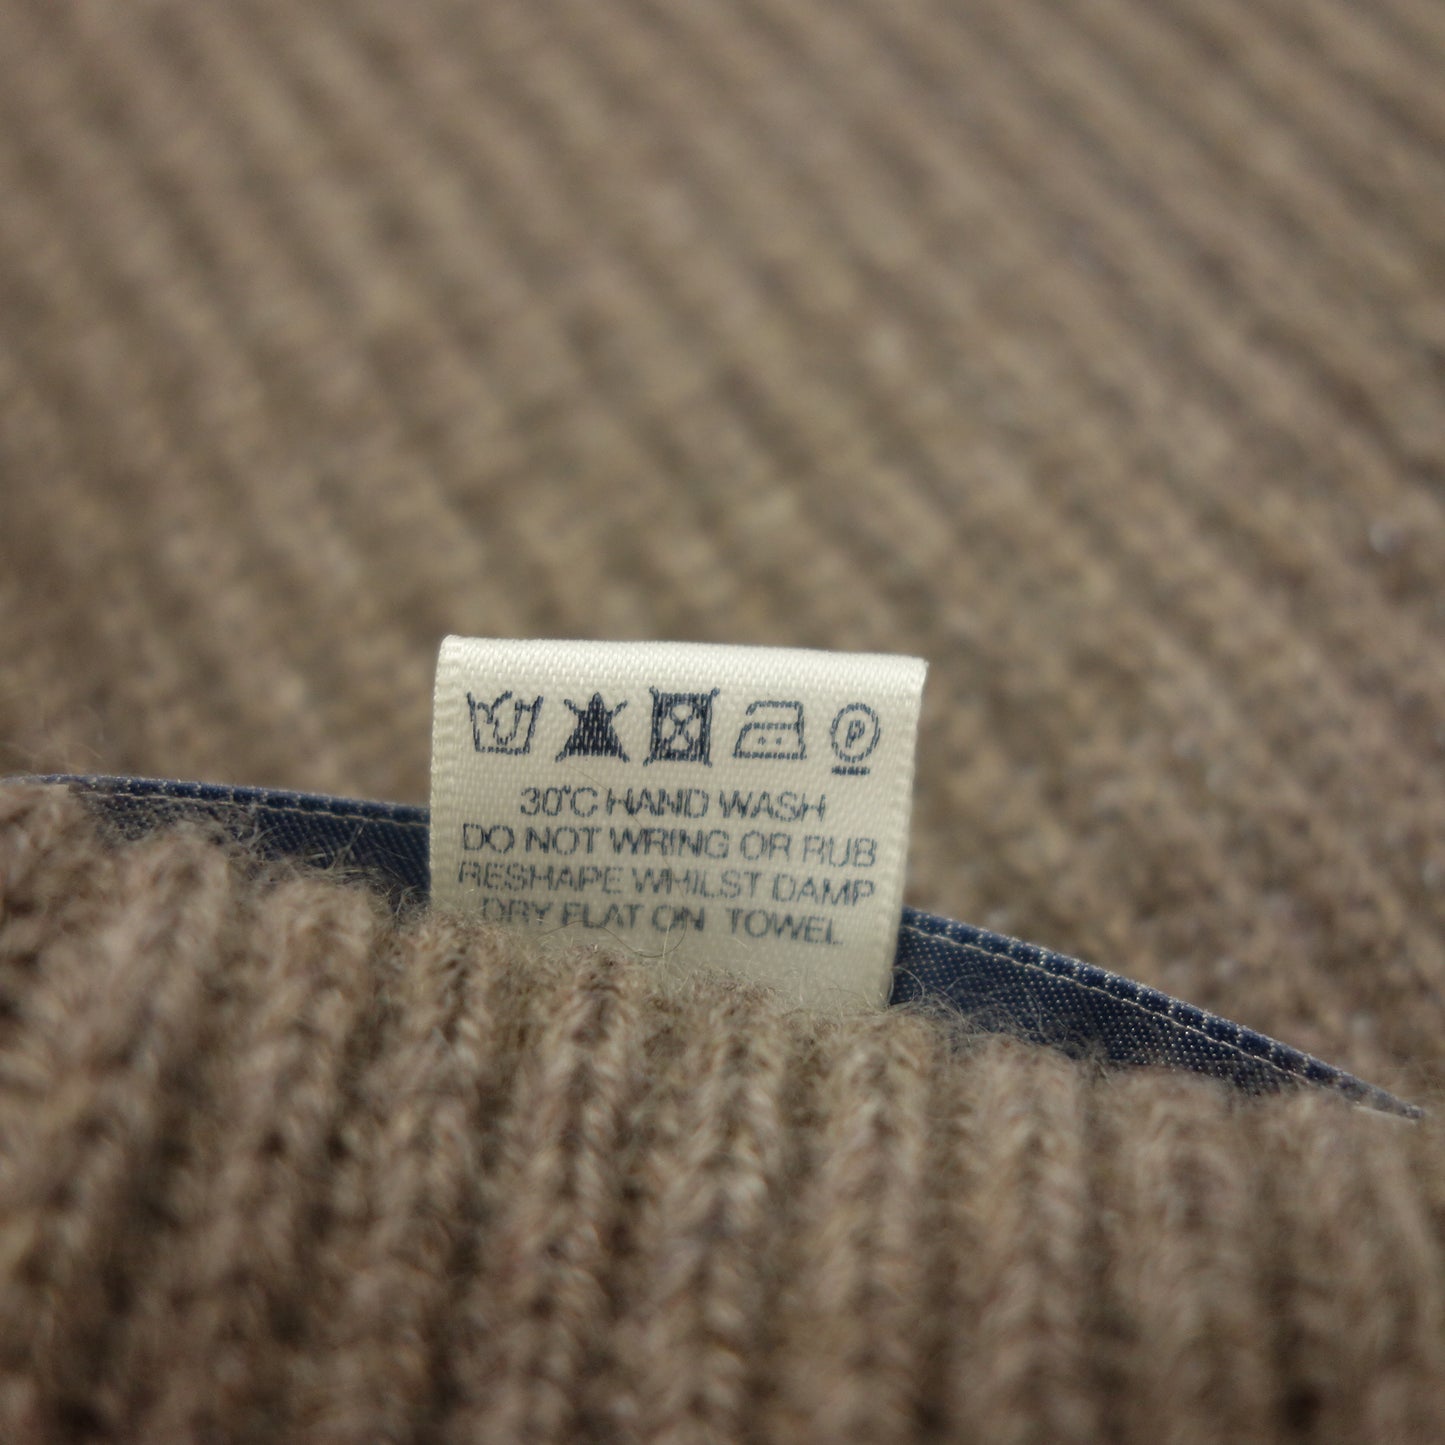 P
30°C HAND WASH
DO NOT WRING OR RUB
RESHAPE WHILST DAMP
DRY FLAT ON TOWEL